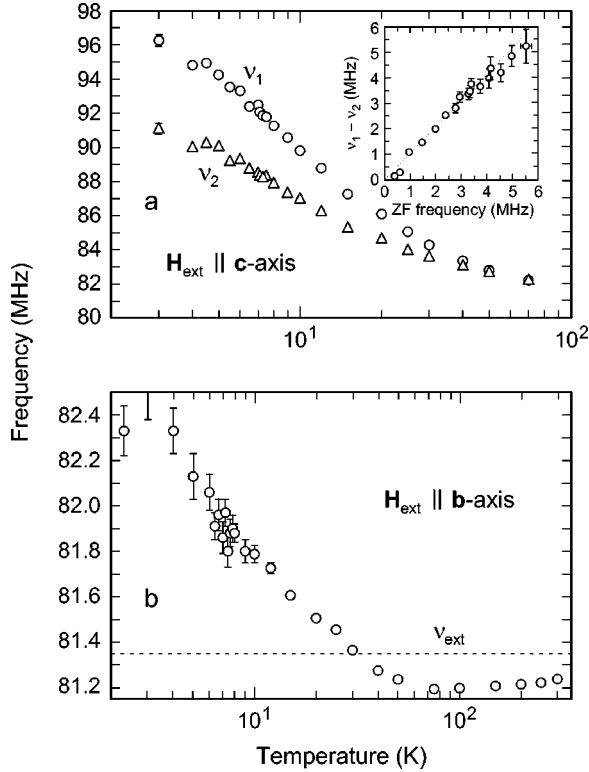 98
96
94
92
90
88
86
84
82
80
ν1
ν2
a
Hext || c-axis
10^1
10^2
6
5
4
3
2
1
0
0 1 2 3 4 5 6
ν1 – ν2 (MHz)
ZF frequency (MHz)
Frequency (MHz)
82.4
82.2
82.0
81.8
81.6
81.4
81.2
Hext || b-axis
b
νext
10^1
10^2
Temperature (K)